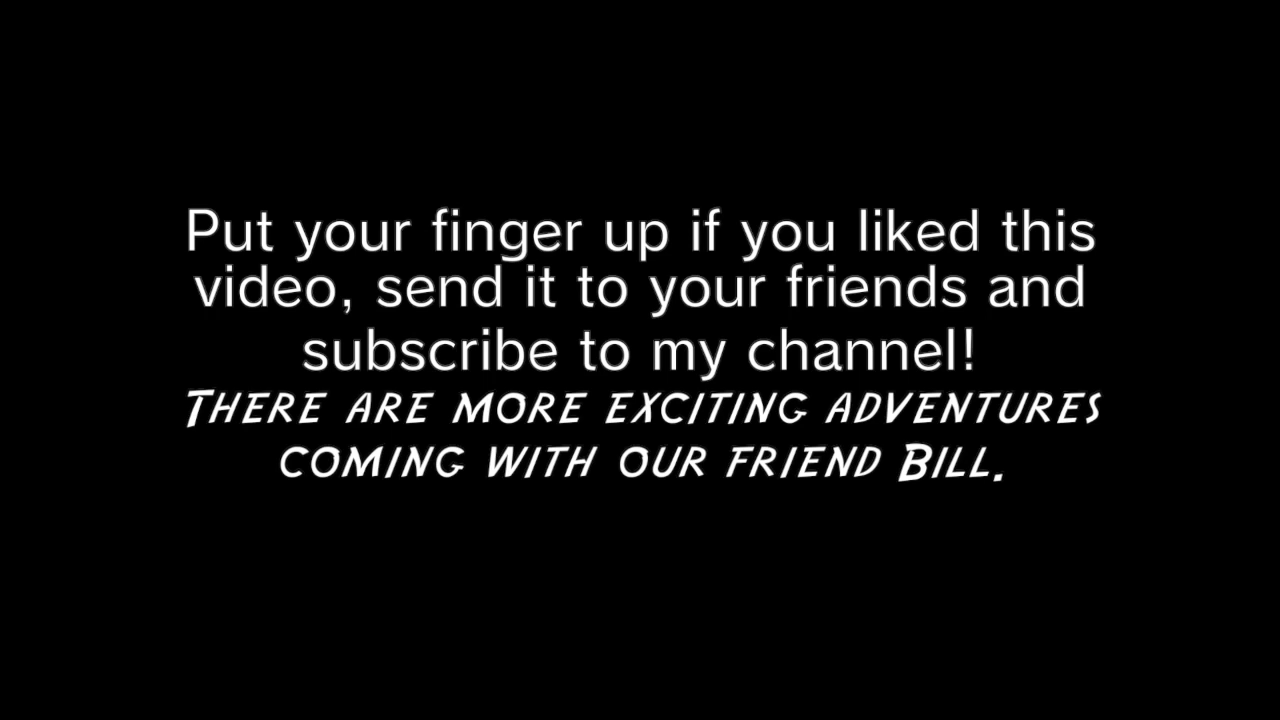 Put your finger up if you liked this
video, send it to your friends and
subscribe to my channel!
There are more exciting adventures
coming with our friend Bill.